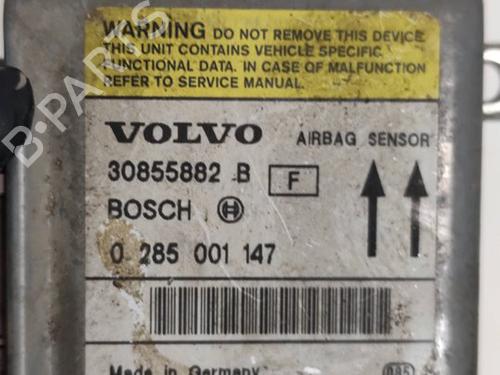 WARNING DO NOT REMOVE THIS DEVICE
THIS UNIT CONTAINS VEHICLE SPECIFIC
FUNCTIONAL DATA. IN CASE OF MALFUNCTION
REFER TO SERVICE MANUAL.
VOLVO AIRBAG SENSOR
30855882 B F
BOSCH
0 285 001 147
Made in Germany
B-PARTS
B-PARTS